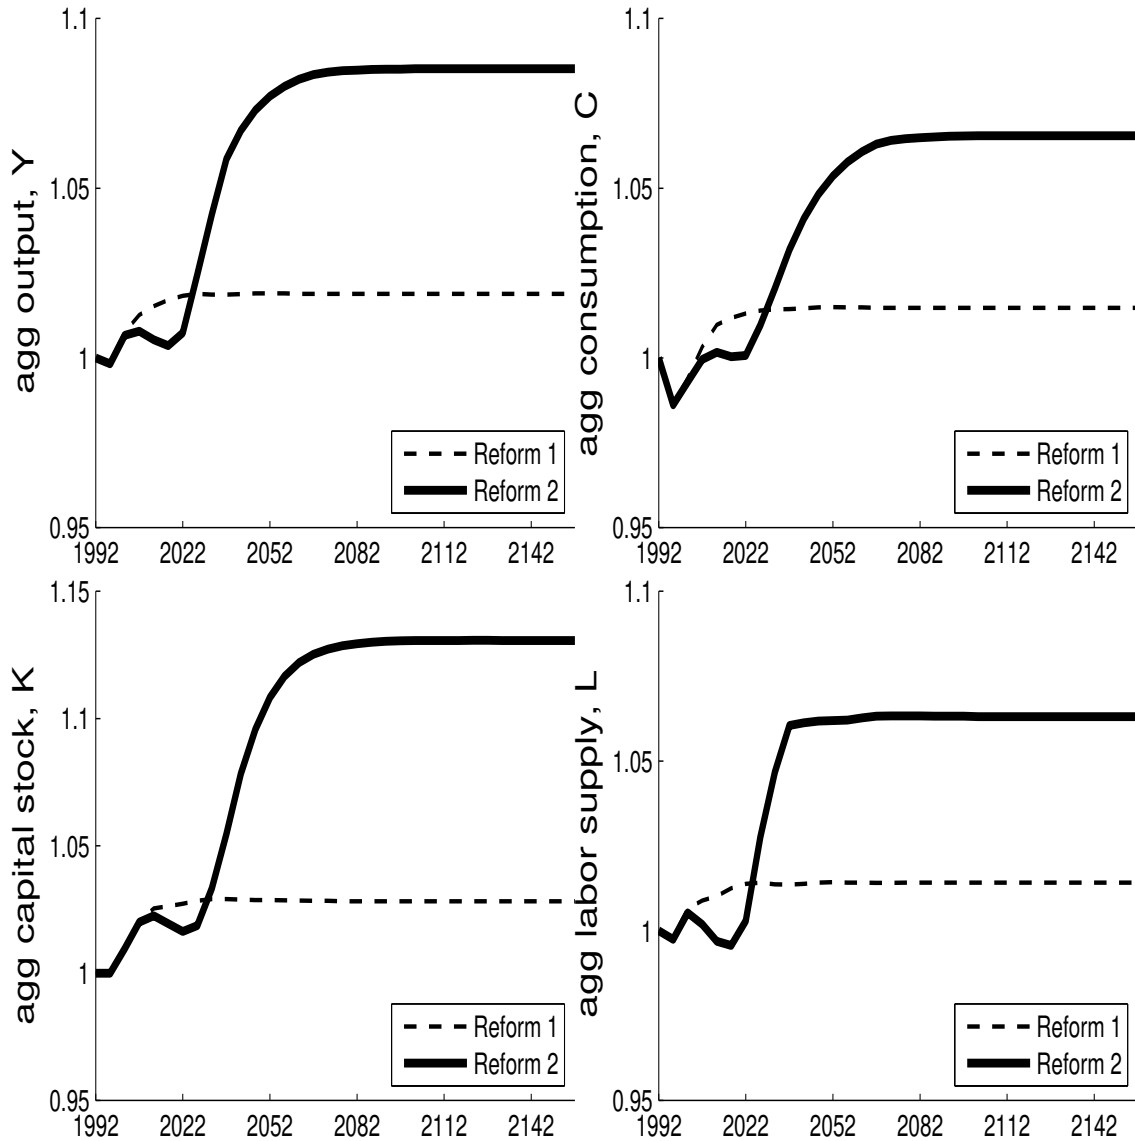 1.1
1.05
1
0.95
agg output, Y
1992 2022 2052 2082 2112 2142
Reform 1
Reform 2
1.1
1.05
1
0.95
agg consumption, C
1992 2022 2052 2082 2112 2142
Reform 1
Reform 2
1.15
1.1
1.05
1
0.95
agg capital stock, K
1992 2022 2052 2082 2112 2142
Reform 1
Reform 2
1.1
1.05
1
0.95
agg labor supply, L
1992 2022 2052 2082 2112 2142
Reform 1
Reform 2